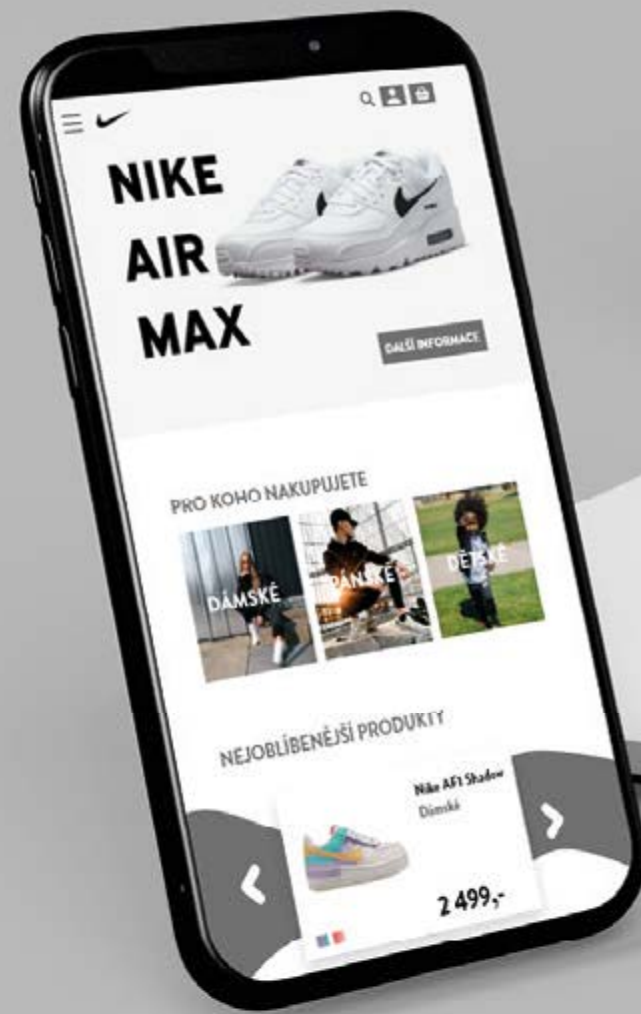 NIKE
AIR
MAX
DALŠÍ INFORMACE
PRO KOHO NAKUPUJETE
DÁMSKÉ
PÁNSKÉ
DĚTSKÉ
NEJOBLÍBENĚJŠÍ PRODUKTY
Nike AF1 Shadow
Dámské
2 499,-